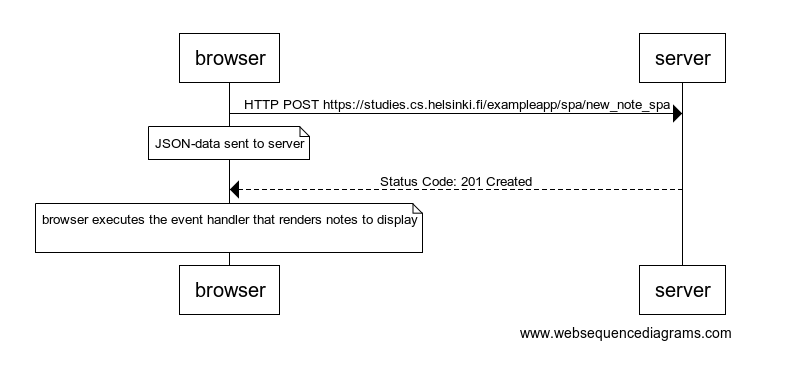 browser
server
HTTP POST https://studies.cs.helsinki.fi/exampleapp/spa/new_note_spa
JSON-data sent to server
Status Code: 201 Created
browser executes the event handler that renders notes to display
browser
server
www.websequencediagrams.com